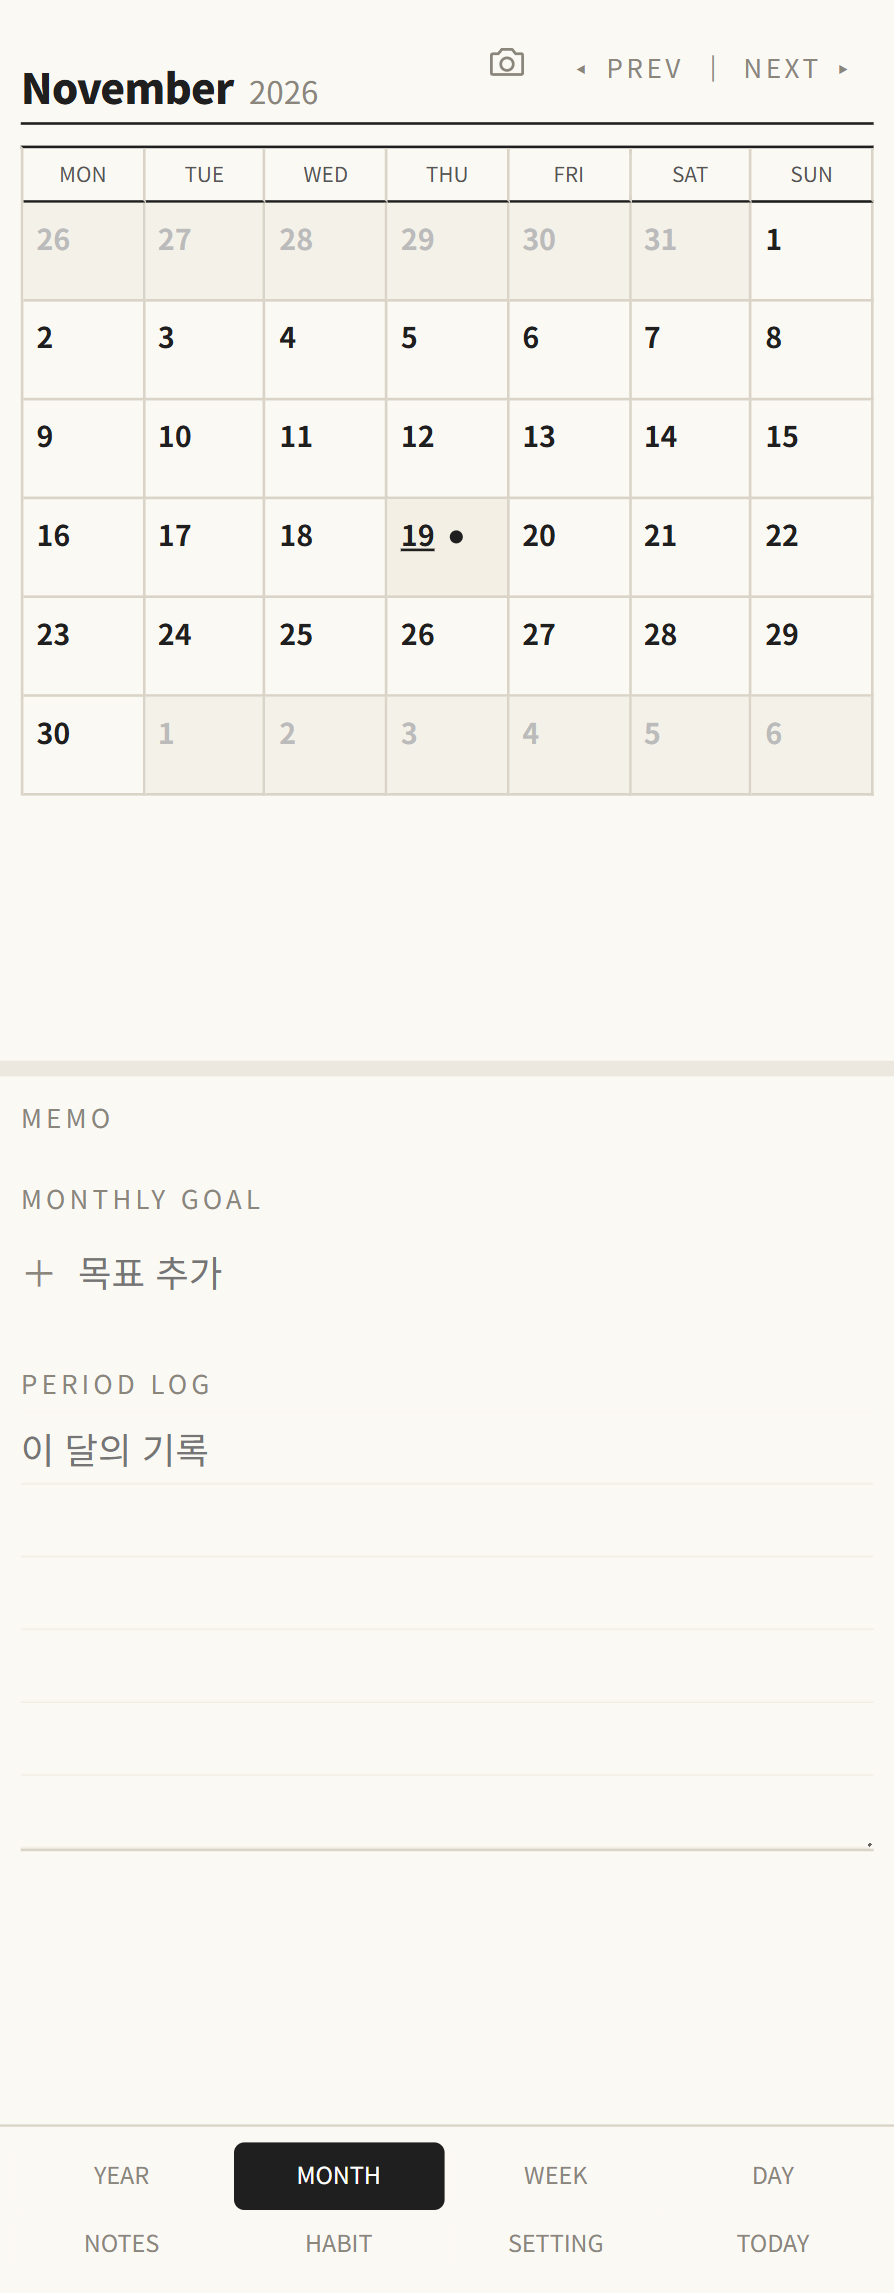 November 2026
◂ PREV | NEXT ▸
MON TUE WED THU FRI SAT SUN
26 27 28 29 30 31 1
2 3 4 5 6 7 8
9 10 11 12 13 14 15
16 17 18 19 ● 20 21 22
23 24 25 26 27 28 29
30 1 2 3 4 5 6
MEMO
MONTHLY GOAL
+ 목표 추가
PERIOD LOG
이 달의 기록
YEAR MONTH WEEK DAY
NOTES HABIT SETTING TODAY